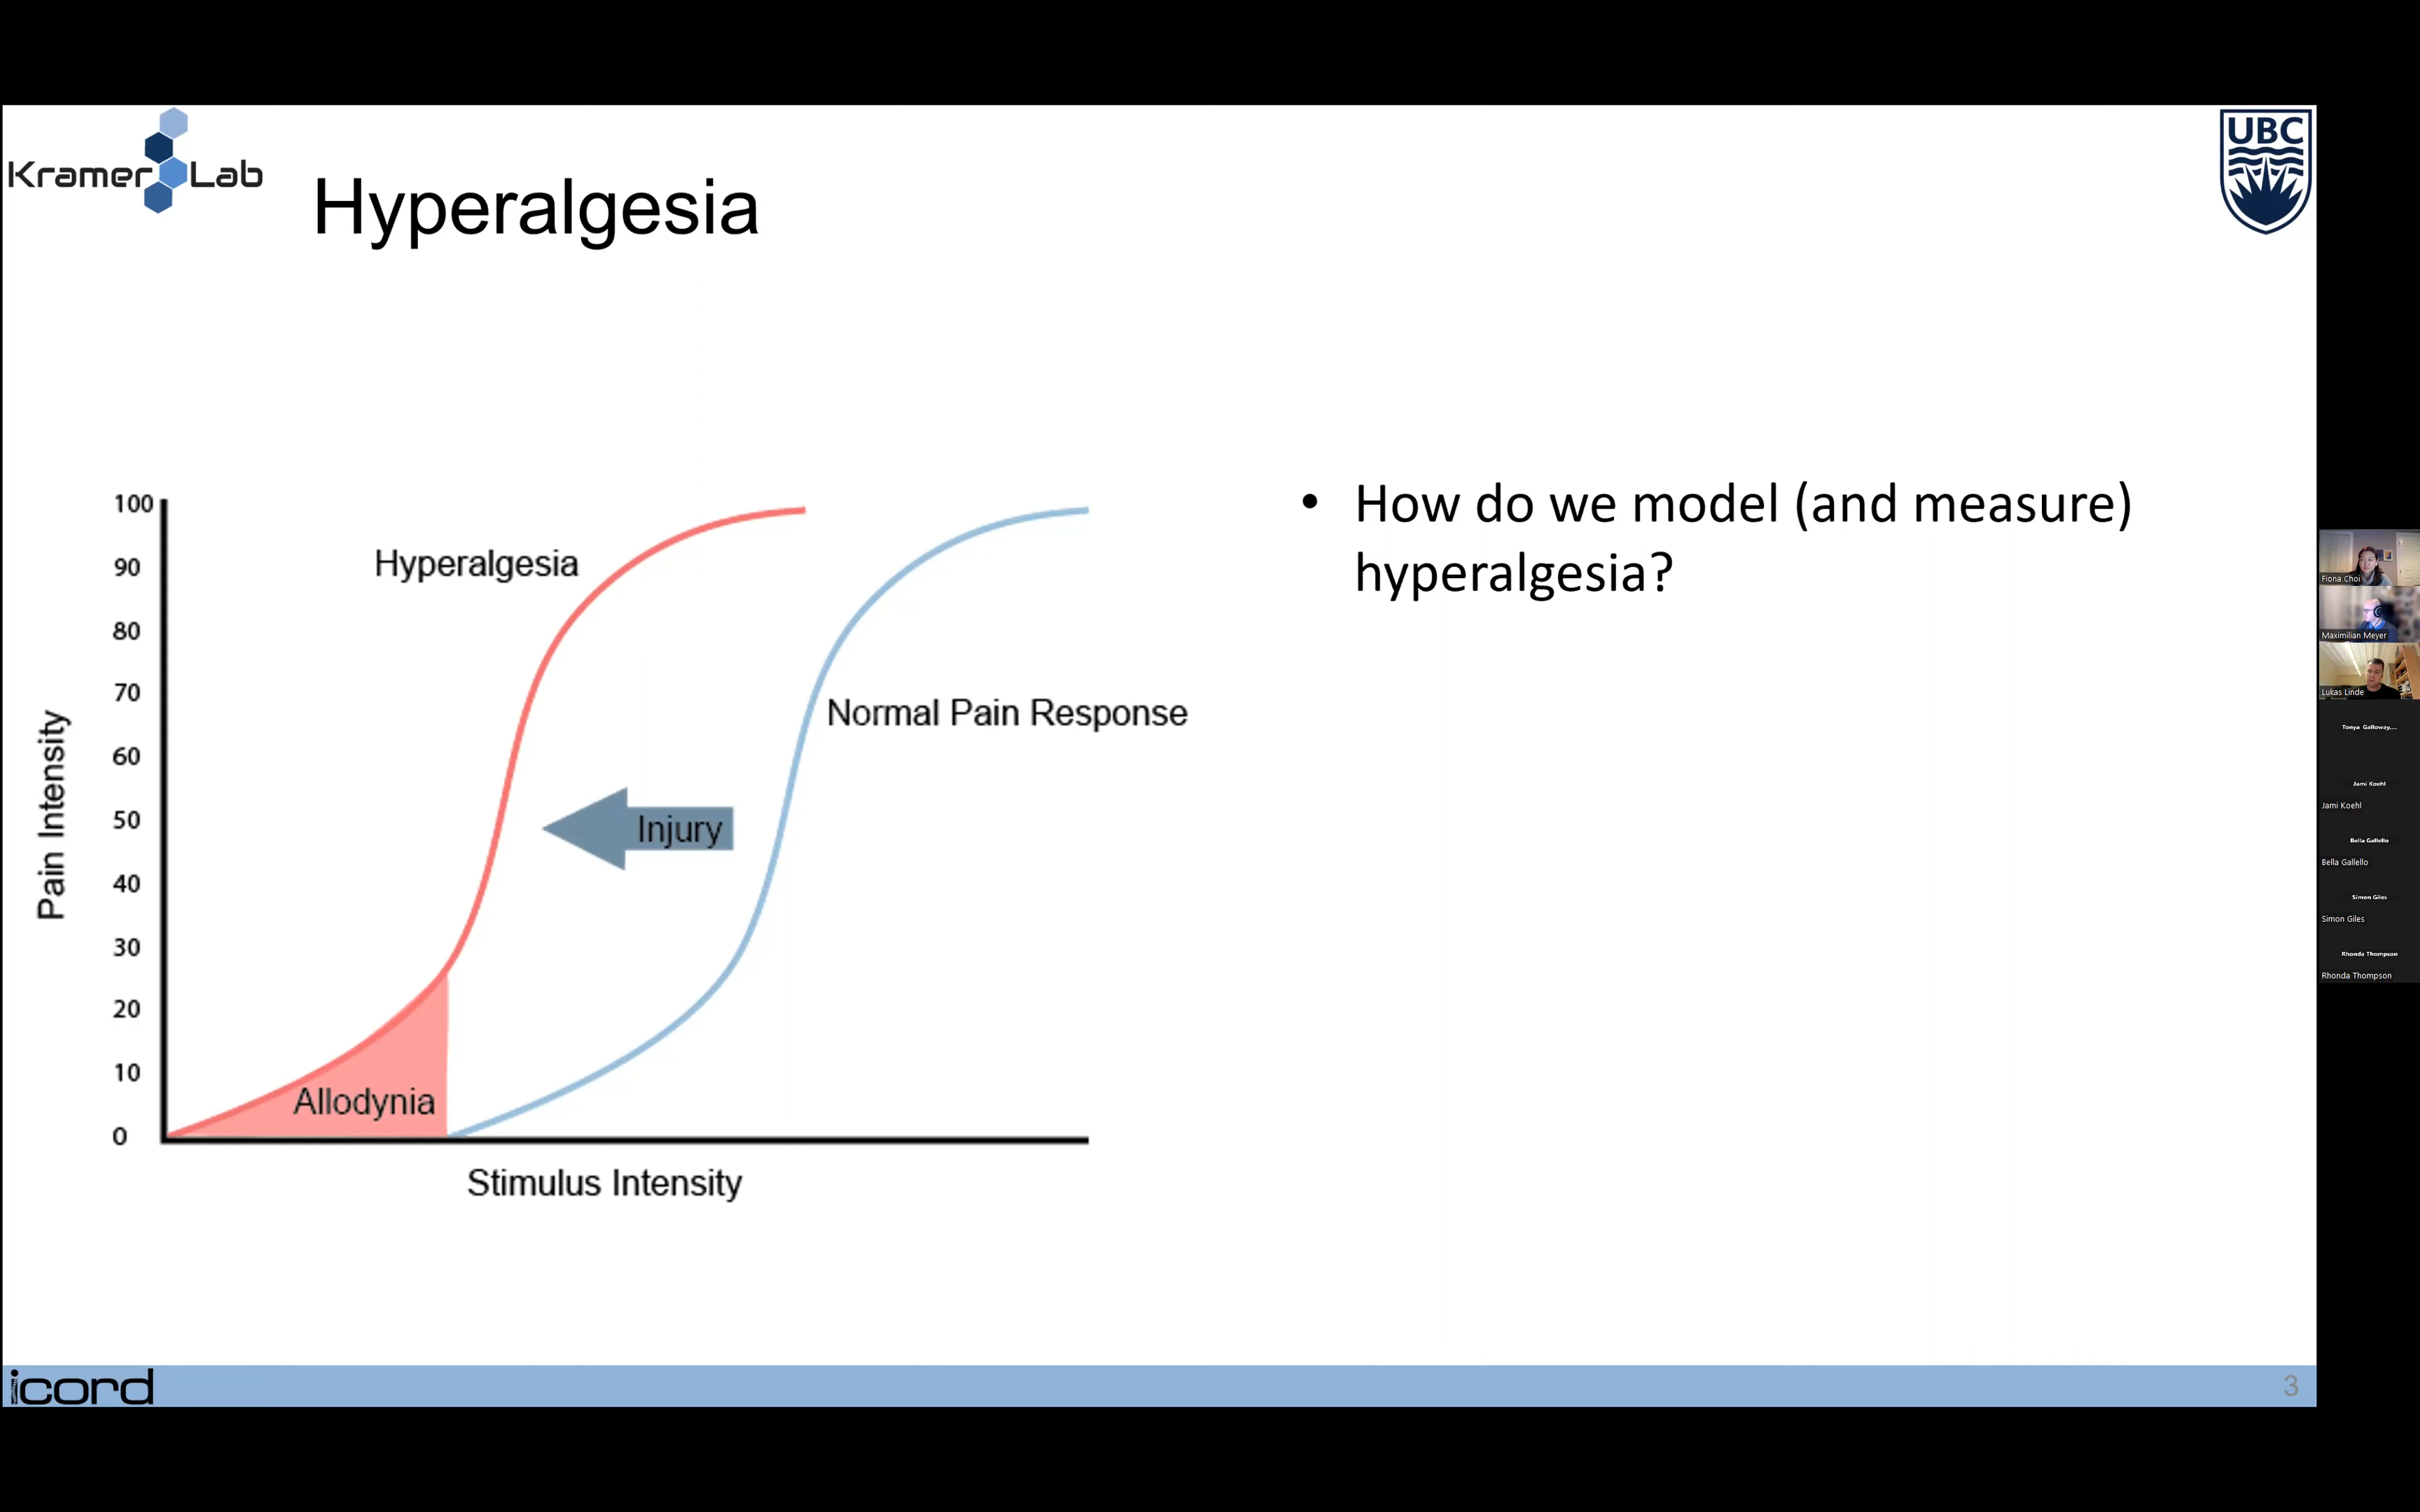 Kramer Lab
UBC
Hyperalgesia
100
90
80
70
60
50
40
30
20
10
0
Pain Intensity
Hyperalgesia
Normal Pain Response
Injury
Allodynia
Stimulus Intensity
• How do we model (and measure)
hyperalgesia?
icord
3
Fiona Choi
Maximilian Meyer
Lukas Linde
Tonya Galloway,...
Jami Koehl
Jami Koehl
Bella Gallello
Bella Gallello
Simon Giles
Simon Giles
Rhonda Thompson
Rhonda Thompson